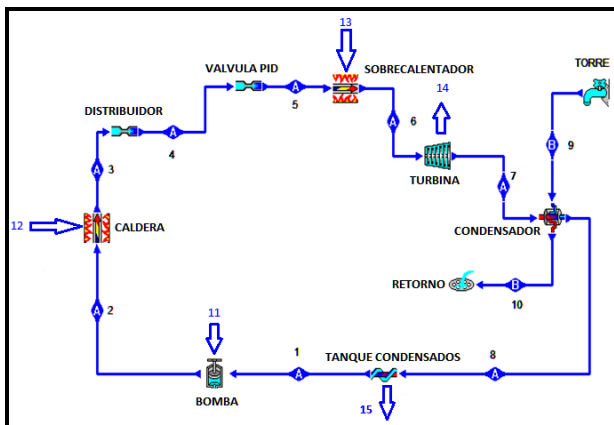 13
VALVULA PID
SOBRECALENTADOR
TORRE
14
A
5
DISTRIBUIDOR
A
6
B
9
A
4
3
A
TURBINA
7
A
12
CALDERA
CONDENSADOR
RETORNO
B
10
A
2
11
1
TANQUE CONDENSADOS
8
A
A
BOMBA
15